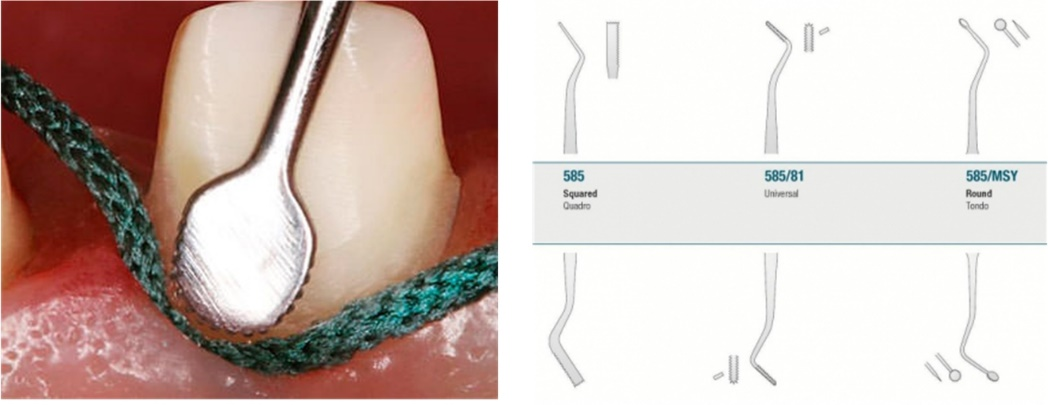 585
Squared
Quadro
585/81
Universal
585/MSY
Round
Tondo